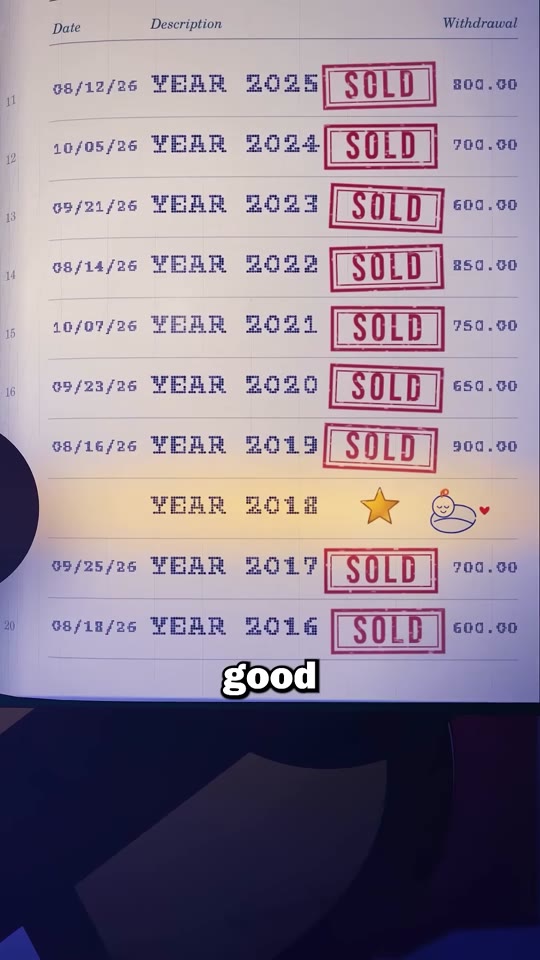 Date Description Withdrawal
11 08/12/26 YEAR 2025 SOLD 800.00
12 10/05/26 YEAR 2024 SOLD 700.00
13 09/21/26 YEAR 2023 SOLD 600.00
14 08/14/26 YEAR 2022 SOLD 850.00
15 10/07/26 YEAR 2021 SOLD 750.00
16 09/23/26 YEAR 2020 SOLD 650.00
08/16/26 YEAR 2019 SOLD 900.00
YEAR 2018
09/25/26 YEAR 2017 SOLD 700.00
20 08/18/26 YEAR 2016 SOLD 600.00
good